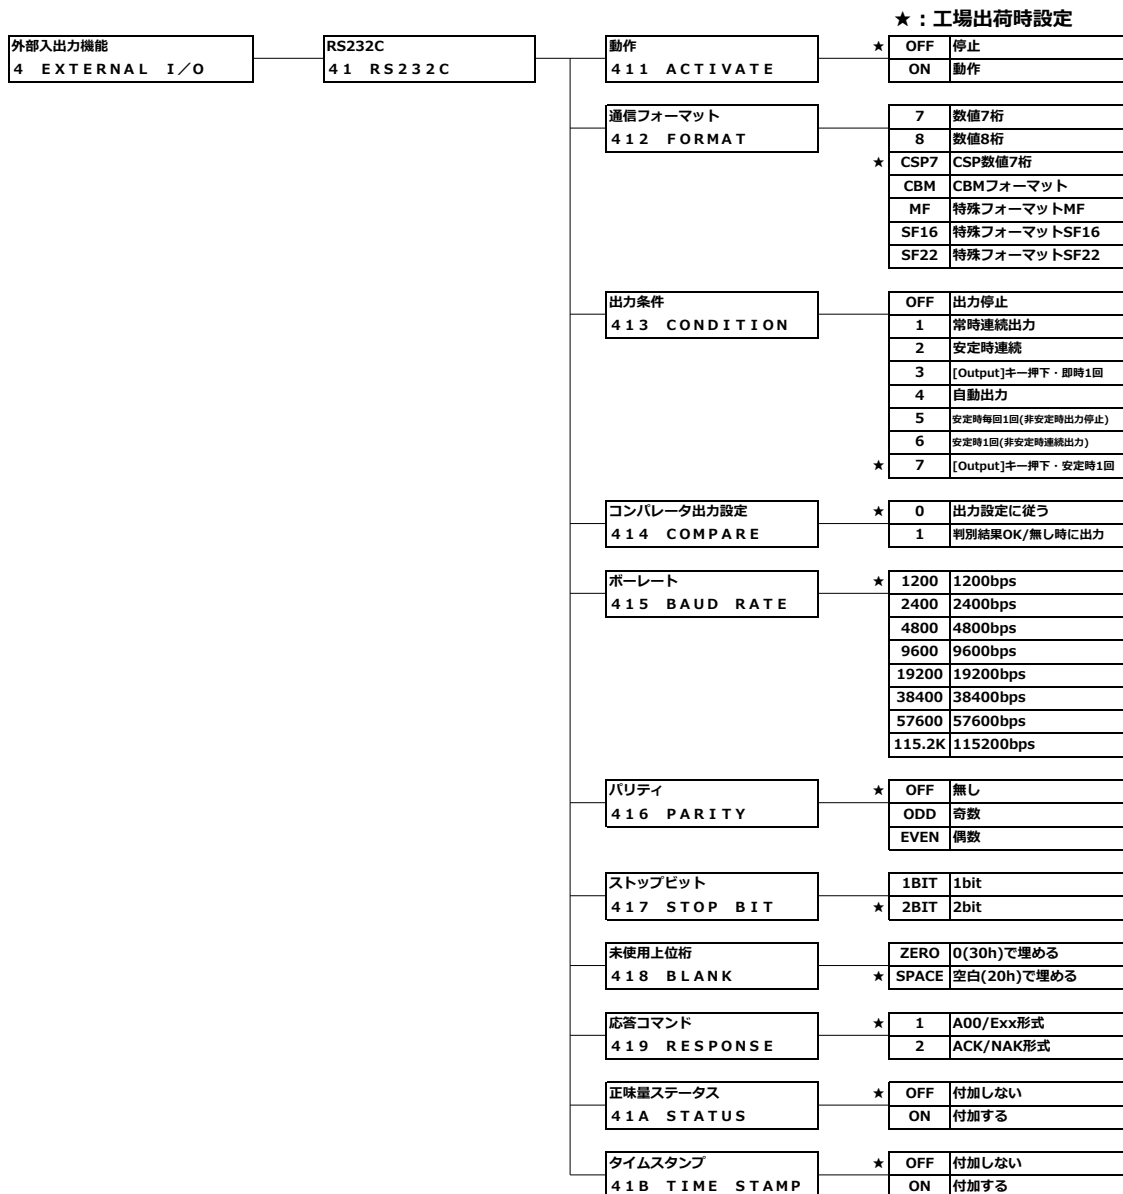 ★：工場出荷時設定
外部入出力機能
４ ＥＸＴＥＲＮＡＬ Ｉ／Ｏ
RS232C
４１ ＲＳ２３２Ｃ
動作
４１１ ＡＣＴＩＶＡＴＥ
★ OFF 停止
ON 動作
通信フォーマット
４１２ ＦＯＲＭＡＴ
7 数値7桁
8 数値8桁
★ CSP7 CSP数値7桁
CBM CBMフォーマット
MF 特殊フォーマットMF
SF16 特殊フォーマットSF16
SF22 特殊フォーマットSF22
出力条件
４１３ ＣＯＮＤＩＴＩＯＮ
OFF 出力停止
1 常時連続出力
2 安定時連続
3 [Output]キー押下・即時1回
4 自動出力
5 安定時毎回1回(非安定時出力停止)
6 安定時1回(非安定時連続出力)
★ 7 [Output]キー押下・安定時1回
コンパレータ出力設定
４１４ ＣＯＭＰＡＲＥ
★ 0 出力設定に従う
1 判別結果OK/無し時に出力
ボーレート
４１５ ＢＡＵＤ ＲＡＴＥ
★ 1200 1200bps
2400 2400bps
4800 4800bps
9600 9600bps
19200 19200bps
38400 38400bps
57600 57600bps
115.2K 115200bps
パリティ
４１６ ＰＡＲＩＴＹ
★ OFF 無し
ODD 奇数
EVEN 偶数
ストップビット
４１７ ＳＴＯＰ ＢＩＴ
1BIT 1bit
★ 2BIT 2bit
未使用上位桁
４１８ ＢＬＡＮＫ
ZERO 0(30h)で埋める
★ SPACE 空白(20h)で埋める
応答コマンド
４１９ ＲＥＳＰＯＮＳＥ
★ 1 A00/Exx形式
2 ACK/NAK形式
正味量ステータス
４１Ａ ＳＴＡＴＵＳ
★ OFF 付加しない
ON 付加する
タイムスタンプ
４１Ｂ ＴＩＭＥ ＳＴＡＭＰ
★ OFF 付加しない
ON 付加する